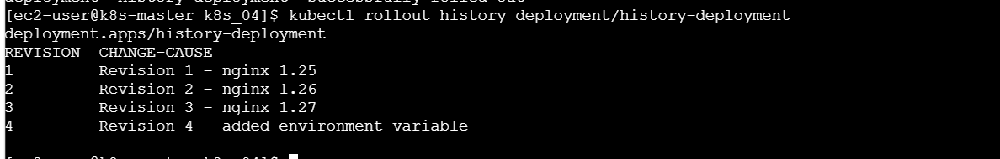 [ec2-user@k8s-master k8s_04]$ kubectl rollout history deployment/history-deployment
deployment.apps/history-deployment
REVISION  CHANGE-CAUSE
1         Revision 1 - nginx 1.25
2         Revision 2 - nginx 1.26
3         Revision 3 - nginx 1.27
4         Revision 4 - added environment variable